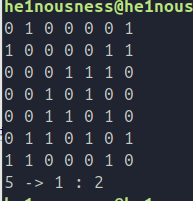 he1nousness@he1nous
0 1 0 0 0 0 1
1 0 0 0 0 1 1
0 0 0 1 1 1 0
0 0 1 0 1 0 0
0 0 1 1 0 1 0
0 1 1 0 1 0 1
1 1 0 0 0 1 0
5 -> 1 : 2